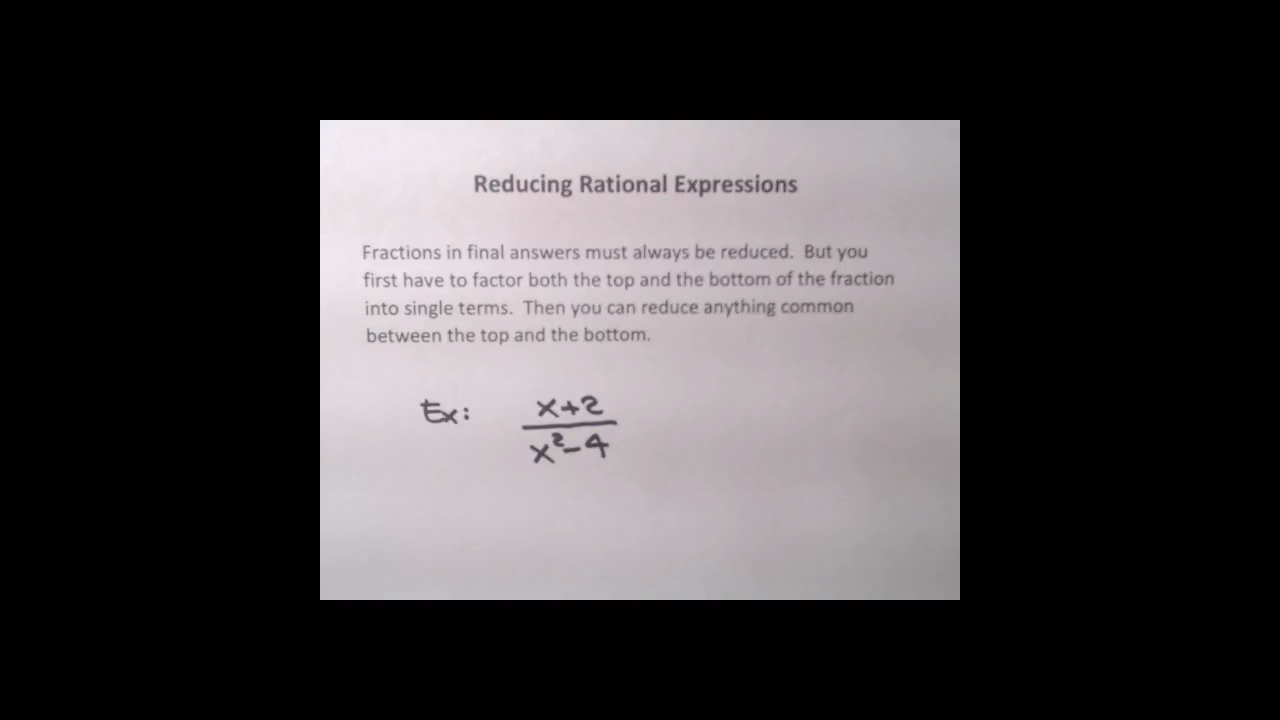 Reducing Rational Expressions
Fractions in final answers must always be reduced. But you
first have to factor both the top and the bottom of the fraction
into single terms. Then you can reduce anything common
between the top and the bottom.
Ex:
x+2
x²-4